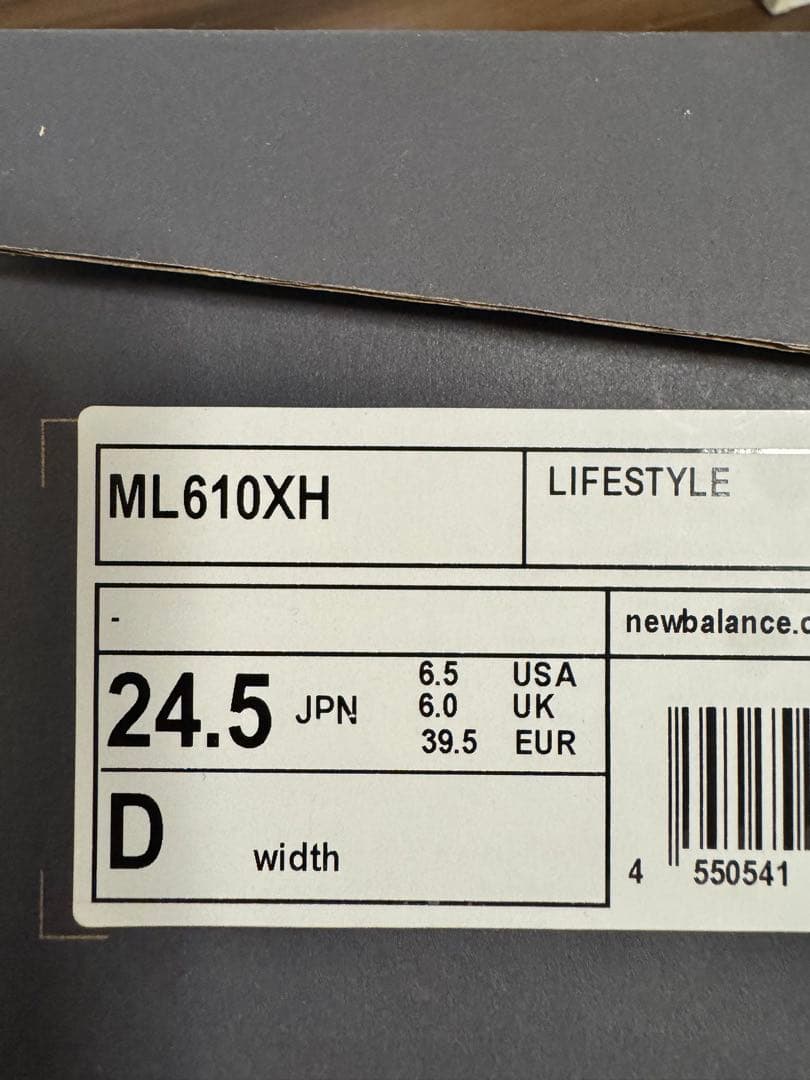 ML610XH
LIFESTYLE
-
newbalance.c
24.5 JPN
6.5 USA
6.0 UK
39.5 EUR
D width
4 550541